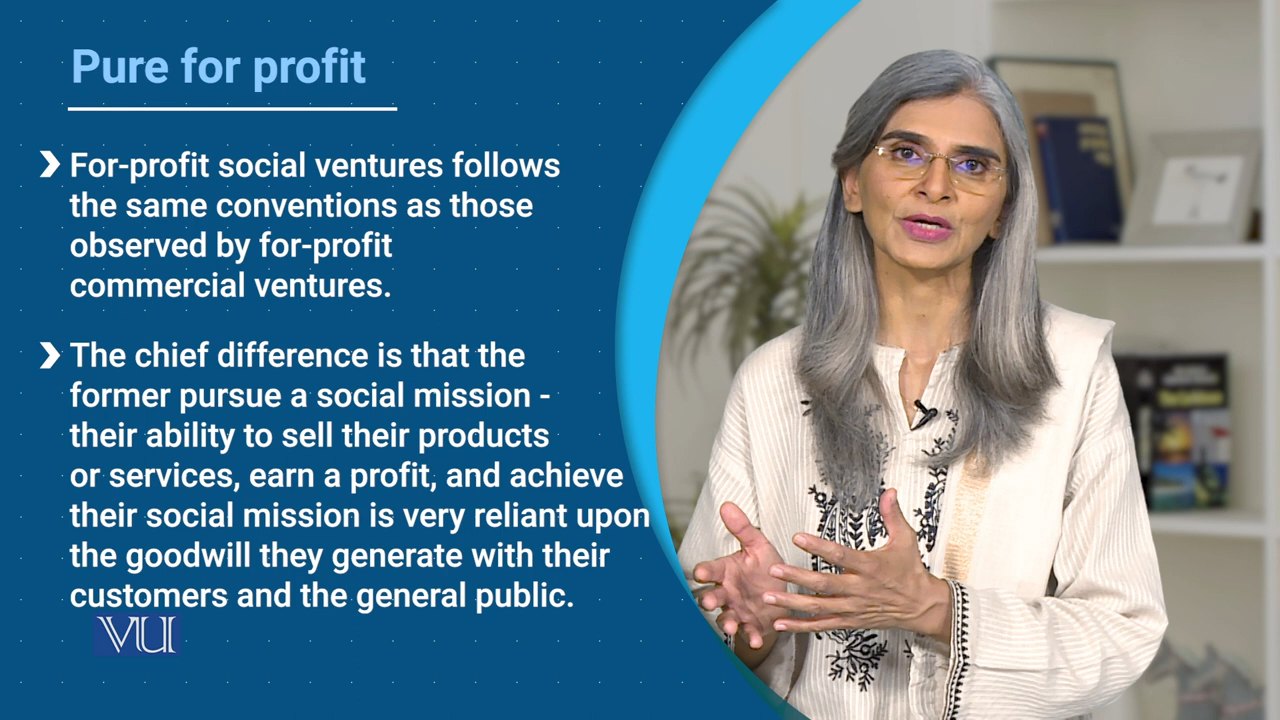 Pure for profit
For-profit social ventures follows
the same conventions as those
observed by for-profit
commercial ventures.
The chief difference is that the
former pursue a social mission -
their ability to sell their products
or services, earn a profit, and achieve
their social mission is very reliant upon
the goodwill they generate with their
customers and the general public.
VU